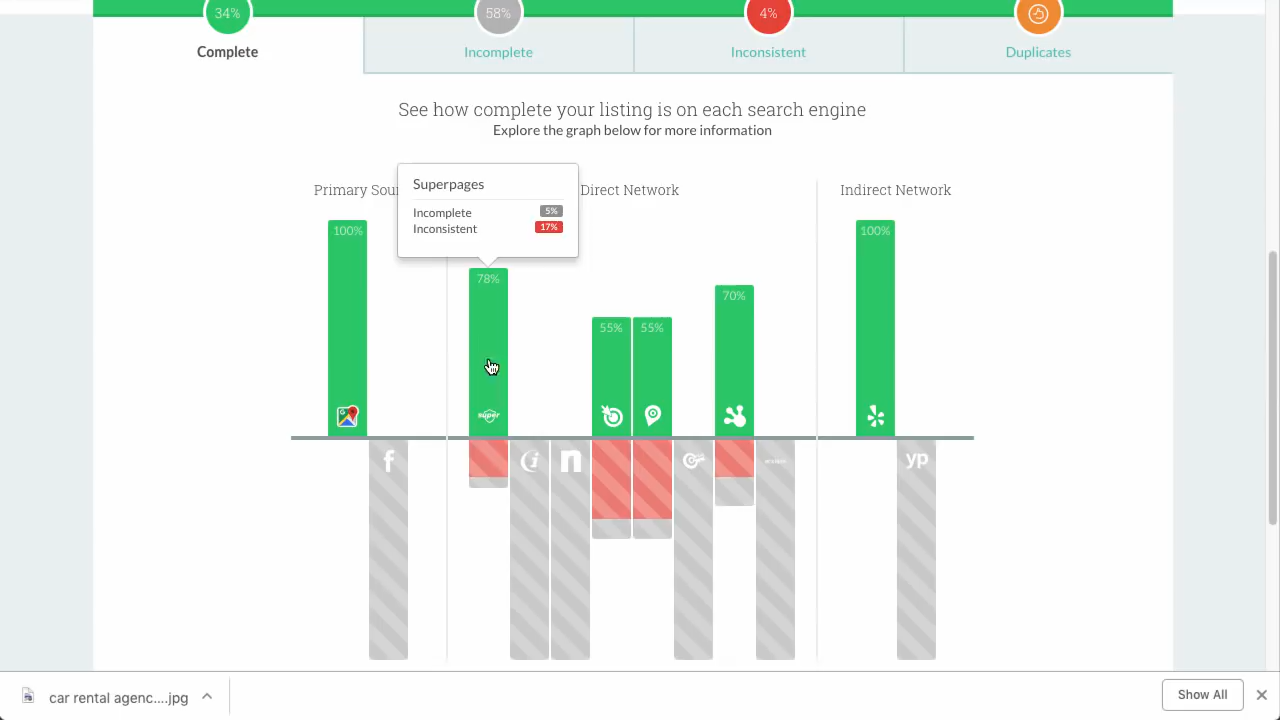 34%
58%
4%
Complete
Incomplete
Inconsistent
Duplicates
See how complete your listing is on each search engine
Explore the graph below for more information
Primary Sour
Direct Network
Indirect Network
Superpages
Incomplete 5%
Inconsistent 17%
100%
78%
55%
55%
70%
100%
super
f
i
n
yp
car rental agenc....jpg
Show All